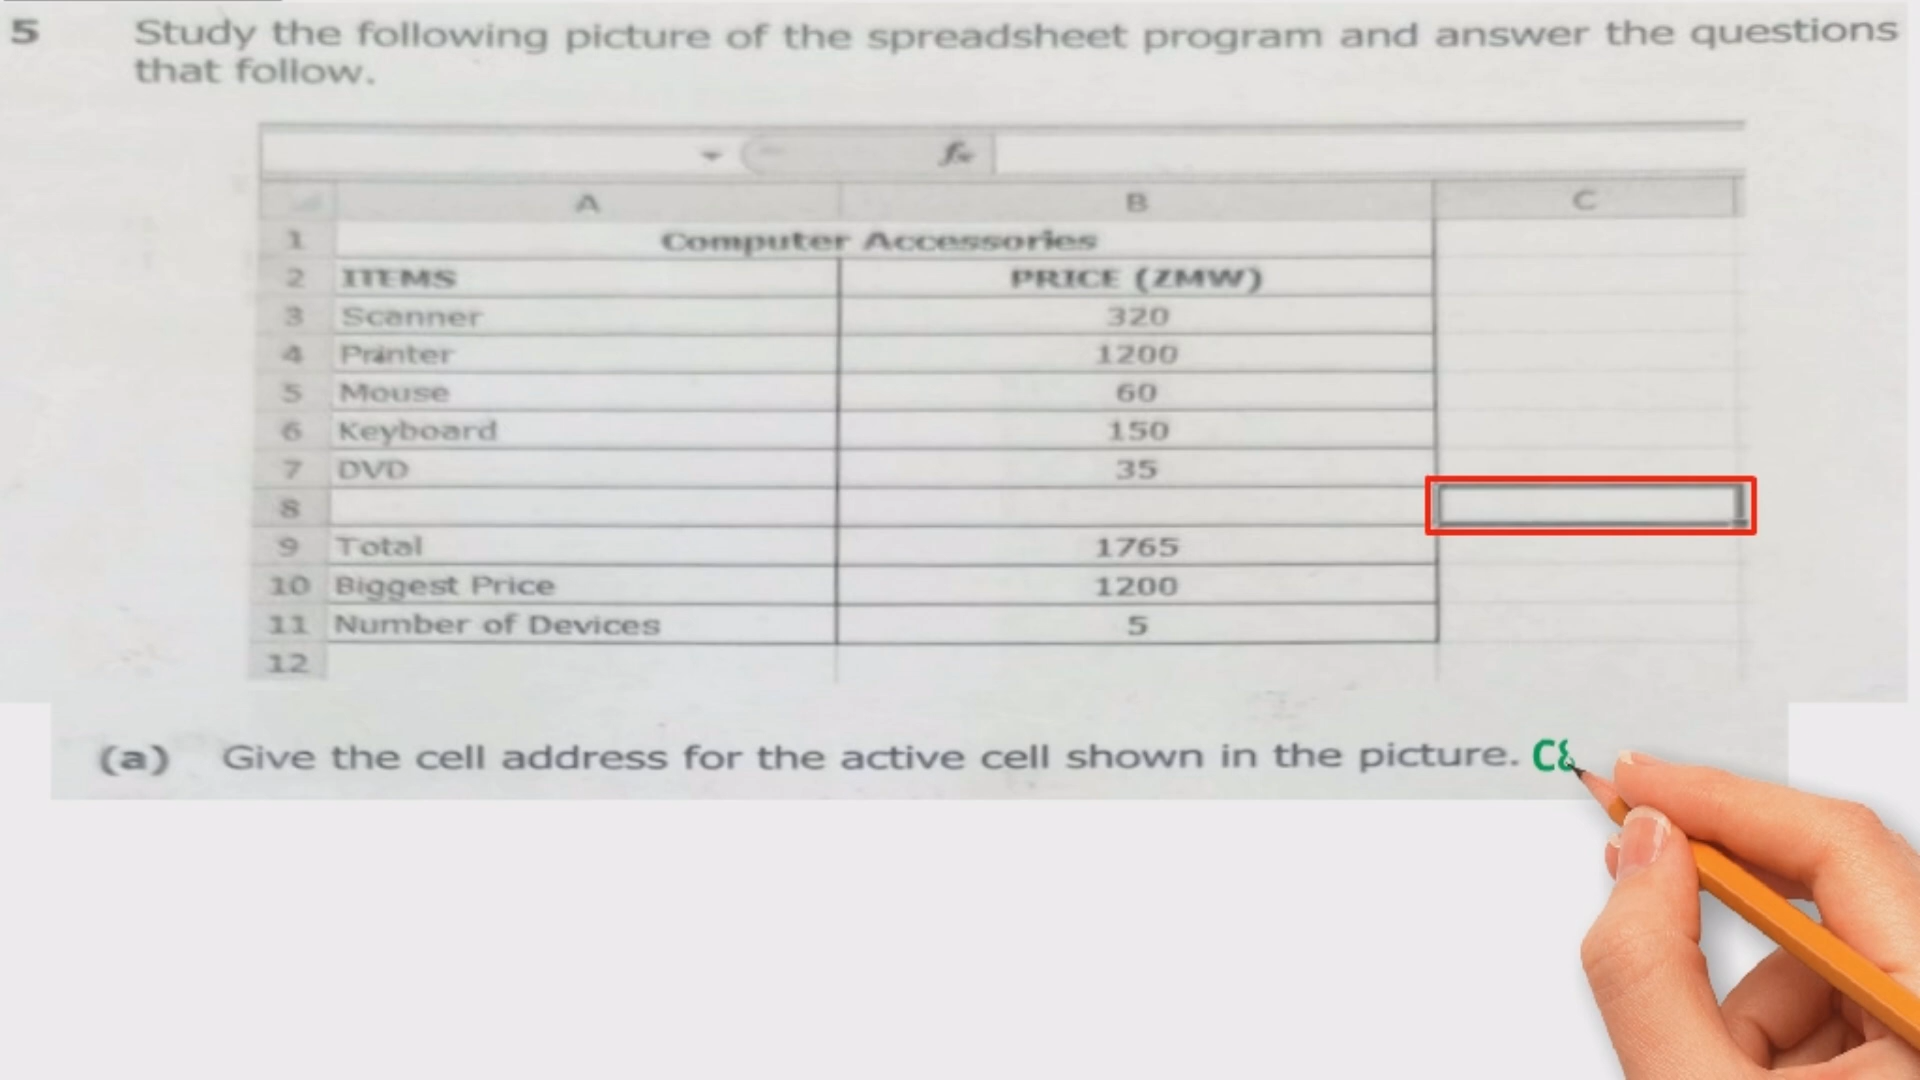 5 Study the following picture of the spreadsheet program and answer the questions
that follow.
fx
A B C
1 Computer Accessories
2 ITEMS PRICE (ZMW)
3 Scanner 320
4 Printer 1200
5 Mouse 60
6 Keyboard 150
7 DVD 35
8
9 Total 1765
10 Biggest Price 1200
11 Number of Devices 5
12
(a) Give the cell address for the active cell shown in the picture. C8